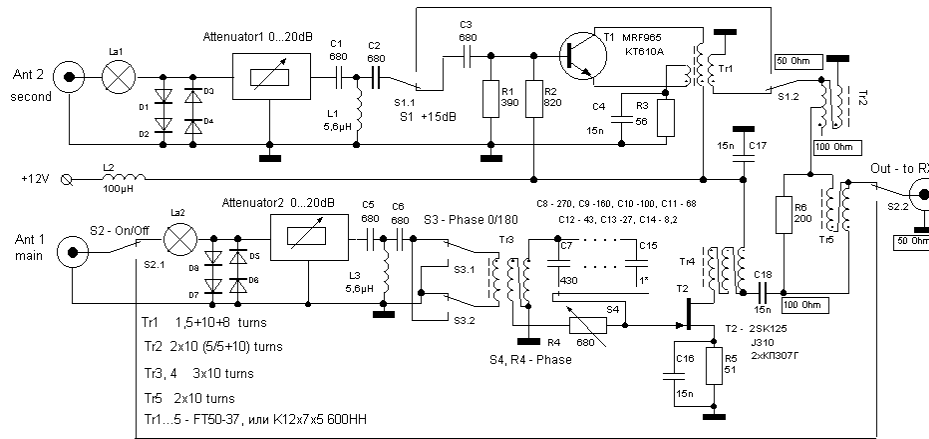 Ant 2
second
La1
D1
D2
D3
D4
Attenuator1 0...20dB
C1
680
C2
680
L1
5,6µH
S1.1
S1 +15dB
C3
680
R1
390
R2
820
T1
MRF965
KT610A
C4
15n
R3
56
Tr1
50 Ohm
S1.2
Tr2
100 Ohm
C17
15n
+12V
L2
100µH
Out - to RX
S2.2
50 Ohm
Ant 1
main
S2 - On/Off
S2.1
La2
D8
D7
D5
D6
Attenuator2 0...20dB
C5
680
C6
680
L3
5,6µH
S3 - Phase 0/180
S3.1
S3.2
Tr3
C8 - 270, C9 -160, C10 -100, C11 - 68
C12 - 43, C13 -27, C14 - 8,2
C7
430
C15
1*
S4
R4
680
S4, R4 - Phase
Tr4
T2
C18
15n
R6
200
Tr5
100 Ohm
T2 - 2SK125
J310
2хКП307Г
C16
15n
R5
51
Tr1 1,5+10+8 turns
Tr2 2x10 (5/5+10) turns
Tr3, 4 3x10 turns
Tr5 2x10 turns
Tr1...5 - FT50-37, или К12х7х5 600НН